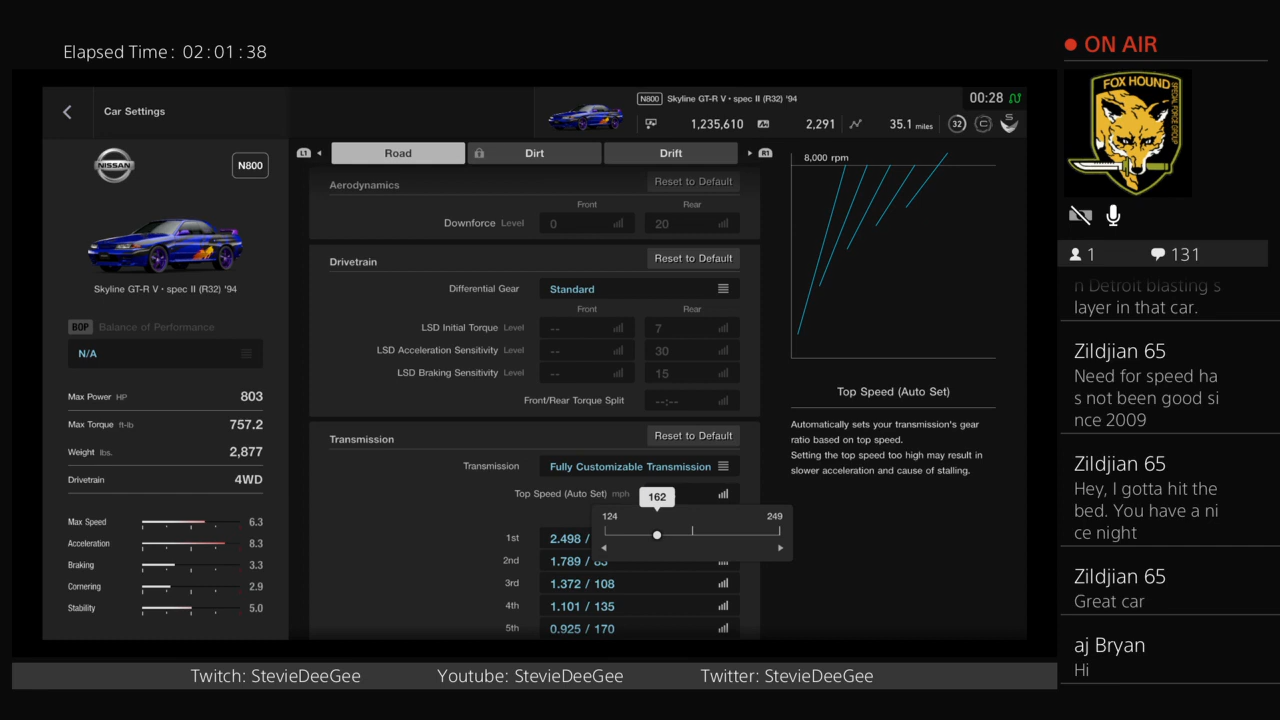 Elapsed Time: 02:01:38
ON AIR
Car Settings
N800 Skyline GT-R V • spec II (R32) '94
00:28
1,235,610 2,291 35.1 miles 32
NISSAN
N800
L1 Road Dirt Drift R1
Skyline GT-R V • spec II (R32) '94
BOP Balance of Performance
N/A
Max Power HP 803
Max Torque ft-lb 757.2
Weight lbs. 2,877
Drivetrain 4WD
Max Speed 6.3
Acceleration 8.3
Braking 3.3
Cornering 2.9
Stability 5.0
Aerodynamics Reset to Default
Front Rear
Downforce Level 0 20
Drivetrain Reset to Default
Differential Gear Standard
Front Rear
LSD Initial Torque Level -- 7
LSD Acceleration Sensitivity Level -- 30
LSD Braking Sensitivity Level -- 15
Front/Rear Torque Split --:--
Transmission Reset to Default
Transmission Fully Customizable Transmission
Top Speed (Auto Set) mph 162
124 249
1st 2.498 /
2nd 1.789 / 83
3rd 1.372 / 108
4th 1.101 / 135
5th 0.925 / 170
8,000 rpm
Top Speed (Auto Set)
Automatically sets your transmission's gear
ratio based on top speed.
Setting the top speed too high may result in
slower acceleration and cause of stalling.
FOX HOUND
SPECIAL FORCE GROUP
1 131
n Detroit blasting s
layer in that car.
Zildjian 65
Need for speed ha
s not been good si
nce 2009
Zildjian 65
Hey, I gotta hit the
bed. You have a ni
ce night
Zildjian 65
Great car
aj Bryan
Hi
Twitch: StevieDeeGee Youtube: StevieDeeGee Twitter: StevieDeeGee